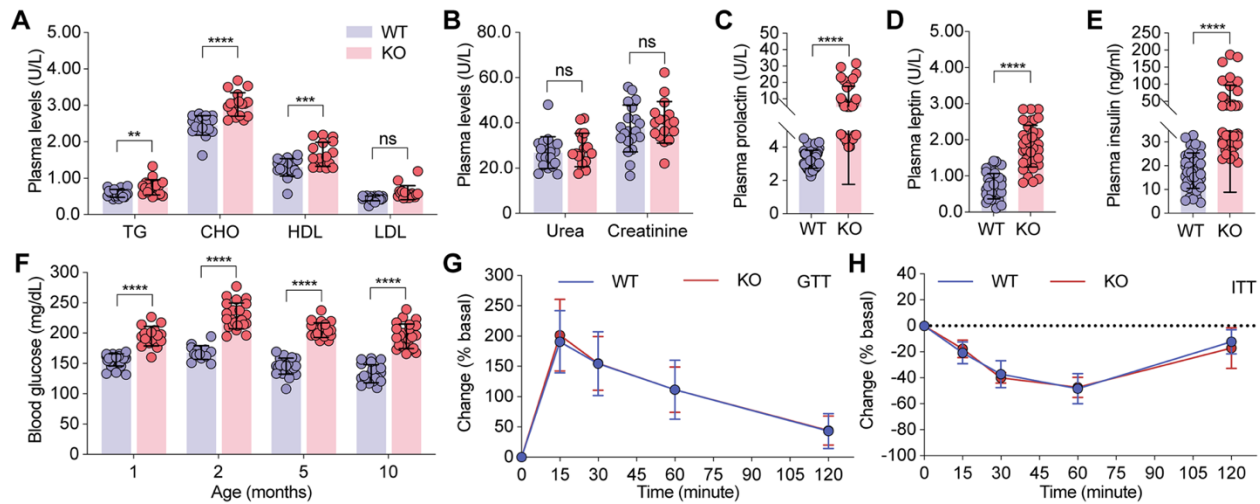 A
Plasma levels (U/L)
5.00
4.00
3.00
2.00
1.00
0.00
WT
KO
**
****
***
ns
TG CHO HDL LDL
B
Plasma levels (U/L)
80.0
60.0
40.0
20.0
0.00
ns
ns
Urea Creatinine
C
Plasma prolactin (U/L)
40
30
20
10
6
4
2
0
****
WT KO
D
Plasma leptin (U/L)
5.00
4.00
3.00
2.00
1.00
0.00
****
WT KO
E
Plasma insulin (ng/ml)
250
200
150
100
50
40
30
20
10
0
****
WT KO
F
Blood glucose (mg/dL)
300
250
200
150
100
50
0
****
****
****
****
1 2 5 10
Age (months)
G
Change (% basal)
350
300
250
200
150
100
50
0
WT KO GTT
0 15 30 45 60 75 90 105 120
Time (minute)
H
Change (% basal)
40
20
0
-20
-40
-60
-80
-100
WT KO ITT
0 15 30 45 60 75 90 105 120
Time (minute)